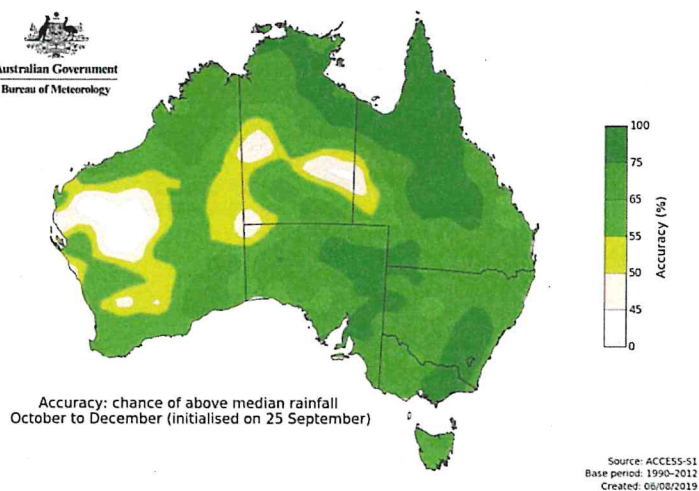 Australian Government
Bureau of Meteorology
100
75
65
55
50
45
0
Accuracy (%)
Accuracy: chance of above median rainfall
October to December (initialised on 25 September)
Source: ACCESS-S1
Base period: 1990-2012
Created: 06/08/2019